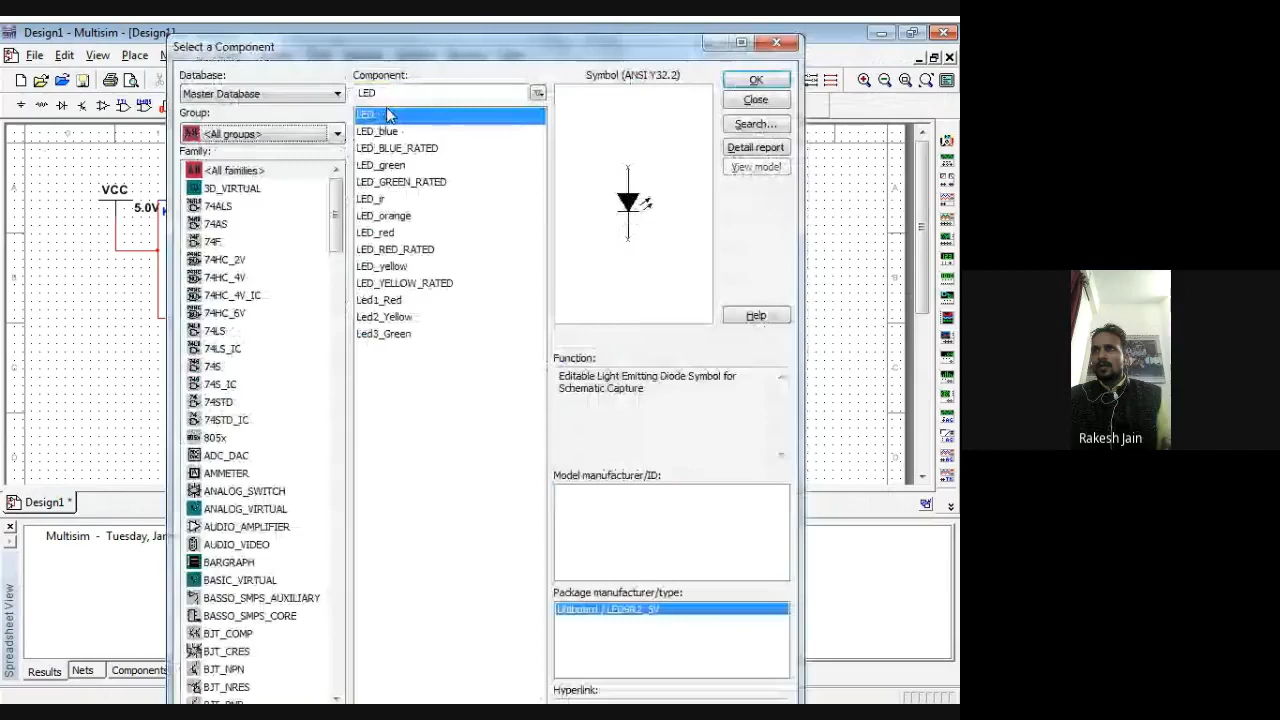 Design1 - Multisim - [Design1]
File Edit View Place
Select a Component
Database:
Master Database
Group:
<All groups>
Family:
<All families>
3D_VIRTUAL
74ALS
74AS
74F
74HC_2V
74HC_4V
74HC_4V_IC
74HC_6V
74LS
74LS_IC
74S
74S_IC
74STD
74STD_IC
805x
ADC_DAC
AMMETER
ANALOG_SWITCH
ANALOG_VIRTUAL
AUDIO_AMPLIFIER
AUDIO_VIDEO
BARGRAPH
BASIC_VIRTUAL
BASSO_SMPS_AUXILIARY
BASSO_SMPS_CORE
BJT_COMP
BJT_CRES
BJT_NPN
BJT_NRES
Component:
LED
LED
LED_blue
LED_BLUE_RATED
LED_green
LED_GREEN_RATED
LED_ir
LED_orange
LED_red
LED_RED_RATED
LED_yellow
LED_YELLOW_RATED
Led1_Red
Led2_Yellow
Led3_Green
Symbol (ANSI Y32.2)
OK
Close
Search...
Detail report
View model
Help
Function:
Editable Light Emitting Diode Symbol for
Schematic Capture
Model manufacturer/ID:
Package manufacturer/type:
Ultiboard / LED9R2_5V
Hyperlink:
VCC
5.0V
Design1 *
Multisim - Tuesday, Jan
Spreadsheet View
Results Nets Components
Rakesh Jain